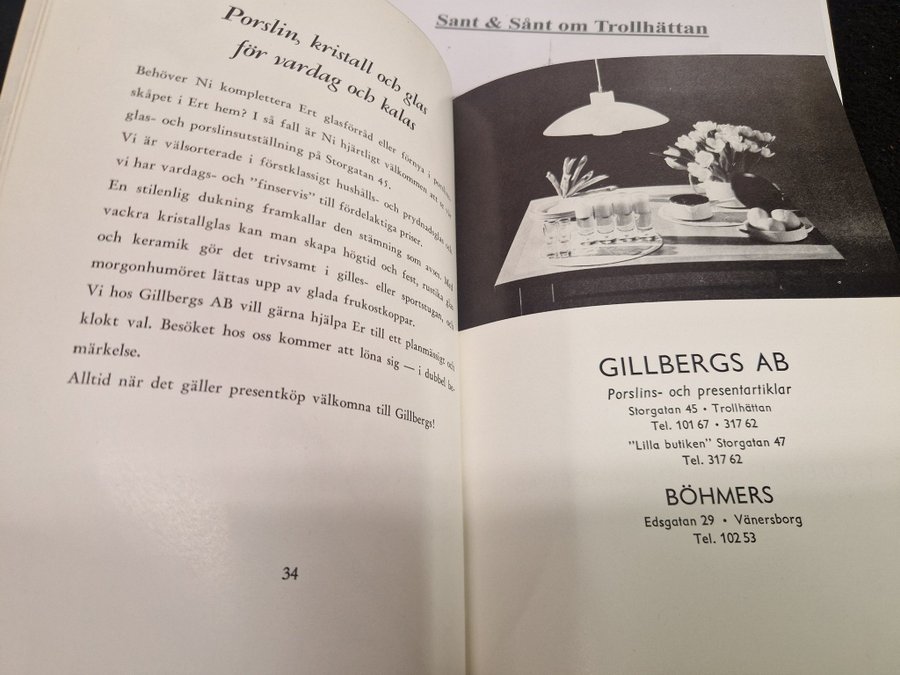 Sant & Sånt om Trollhättan
Porslin, kristall och glas
för vardag och kalas
Behöver Ni komplettera Ert glasförråd eller förnya i porslins-
skåpet i Ert hem? I så fall är Ni hjärtligt välkommen att se vår
glas- och porslinsutställning på Storgatan 45.
Vi är välsorterade i förstklassigt hushålls- och prydnadsglas och
vi har vardags- och "finservis" till fördelaktiga priser.
En stilenlig dukning framkallar den stämning som avses. Med
vackra kristallglas kan man skapa högtid och fest, rustika glas
och keramik gör det trivsamt i gilles- eller sportstugan, och
morgonhumöret lättas upp av glada frukostkoppar.
Vi hos Gillbergs AB vill gärna hjälpa Er till ett planmässigt och
klokt val. Besöket hos oss kommer att löna sig — i dubbel be-
märkelse.
Alltid när det gäller presentköp välkomna till Gillbergs!
34
GILLBERGS AB
Porslins- och presentartiklar
Storgatan 45 • Trollhättan
Tel. 101 67 • 317 62
"Lilla butiken" Storgatan 47
Tel. 317 62
BÖHMERS
Edsgatan 29 • Vänersborg
Tel. 102 53